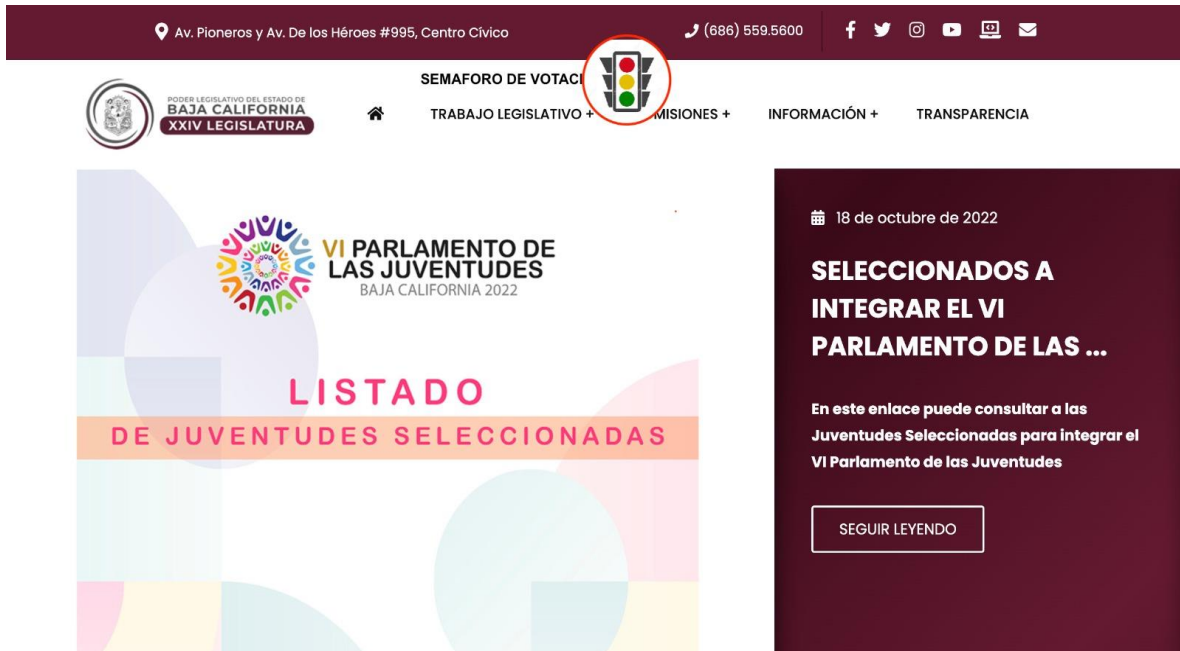 Av. Pioneros y Av. De los Héroes #995, Centro Cívico
(686) 559.5600
SEMAFORO DE
PODER LEGISLATIVO DEL ESTADO DE
BAJA CALIFORNIA
XXIV LEGISLATURA
TRABAJO LEGISLATIVO +
INFORMACIÓN +
TRANSPARENCIA
VI PARLAMENTO DE
LAS JUVENTUDES
BAJA CALIFORNIA 2022
LISTADO
DE JUVENTUDES SELECCIONADAS
18 de octubre de 2022
SELECCIONADOS A
INTEGRAR EL VI
PARLAMENTO DE LAS ...
En este enlace puede consultar a las
Juventudes Seleccionadas para integrar el
VI Parlamento de las Juventudes
SEGUIR LEYENDO